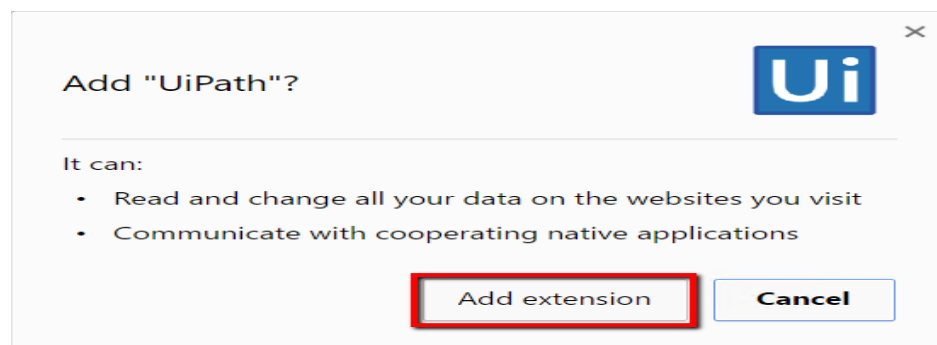 Add "UiPath"?
Ui
It can:
• Read and change all your data on the websites you visit
• Communicate with cooperating native applications
Add extension
Cancel